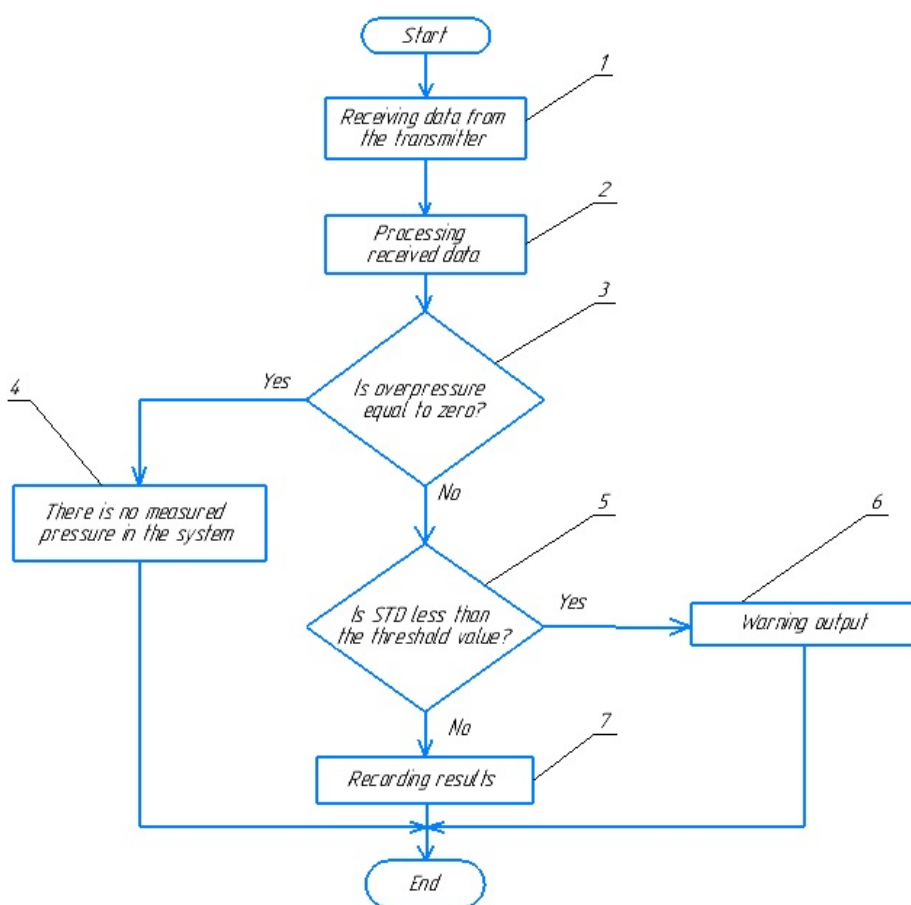 Start
1
Receiving data from
the transmitter
2
Processing
received data
3
Is overpressure
equal to zero?
Yes
4
There is no measured
pressure in the system
No
5
Is STD less than
the threshold value?
Yes
6
Warning output
No
7
Recording results
End